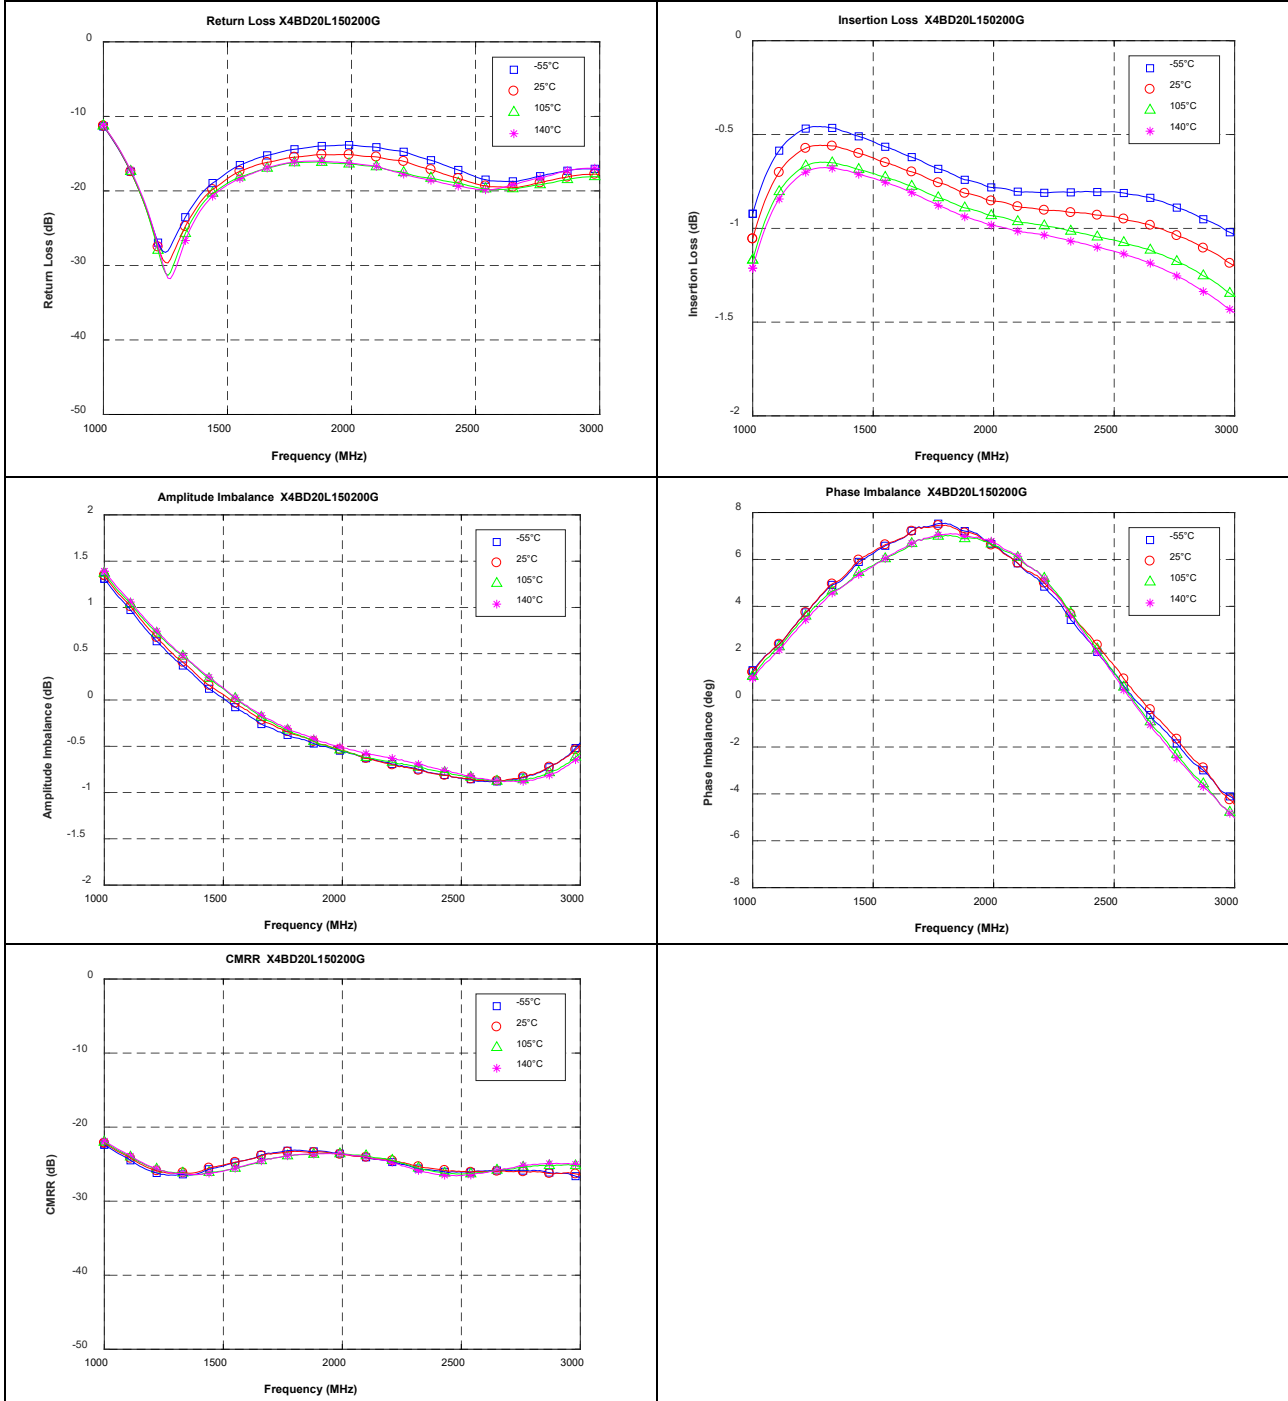 Return Loss X4BD20L150200G
0
-10
-20
-30
-40
-50
Return Loss (dB)
-55°C
25°C
105°C
140°C
1000
1500
2000
2500
3000
Frequency (MHz)
Insertion Loss X4BD20L150200G
0
-0.5
-1
-1.5
-2
Insertion Loss (dB)
-55°C
25°C
105°C
140°C
1000
1500
2000
2500
3000
Frequency (MHz)
Amplitude Imbalance X4BD20L150200G
2
1.5
1
0.5
0
-0.5
-1
-1.5
-2
Amplitude Imbalance (dB)
-55°C
25°C
105°C
140°C
1000
1500
2000
2500
3000
Frequency (MHz)
Phase Imbalance X4BD20L150200G
8
6
4
2
0
-2
-4
-6
-8
Phase Imbalance (deg)
-55°C
25°C
105°C
140°C
1000
1500
2000
2500
3000
Frequency (MHz)
CMRR X4BD20L150200G
0
-10
-20
-30
-40
-50
CMRR (dB)
-55°C
25°C
105°C
140°C
1000
1500
2000
2500
3000
Frequency (MHz)